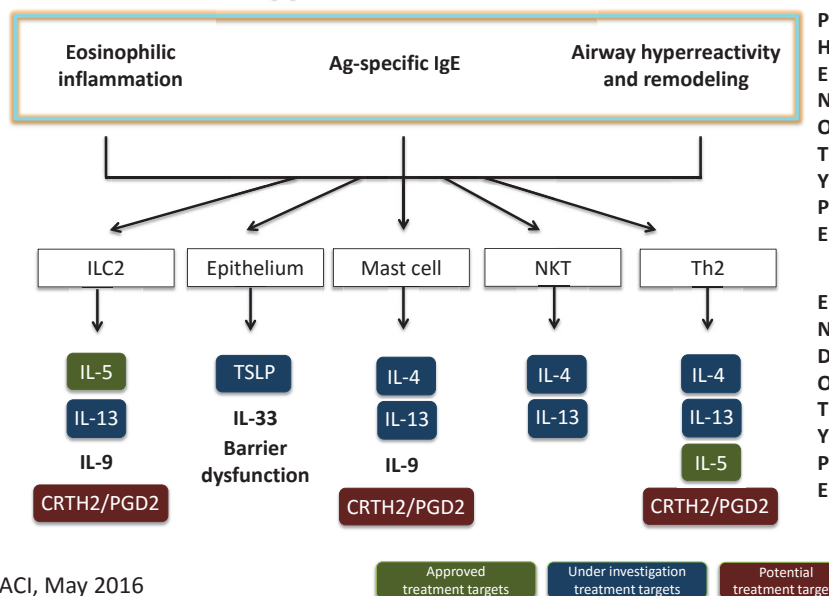 Eosinophilic
inflammation
Ag-specific IgE
Airway hyperreactivity
and remodeling
P
H
E
N
O
T
Y
P
E
ILC2
Epithelium
Mast cell
NKT
Th2
E
N
D
O
T
Y
P
E
IL-5
IL-13
IL-9
CRTH2/PGD2
TSLP
IL-33
Barrier
dysfunction
IL-4
IL-13
IL-9
CRTH2/PGD2
IL-4
IL-13
IL-4
IL-13
IL-5
CRTH2/PGD2
ACI, May 2016
Approved
treatment targets
Under investigation
treatment targets
Potential
treatment targe